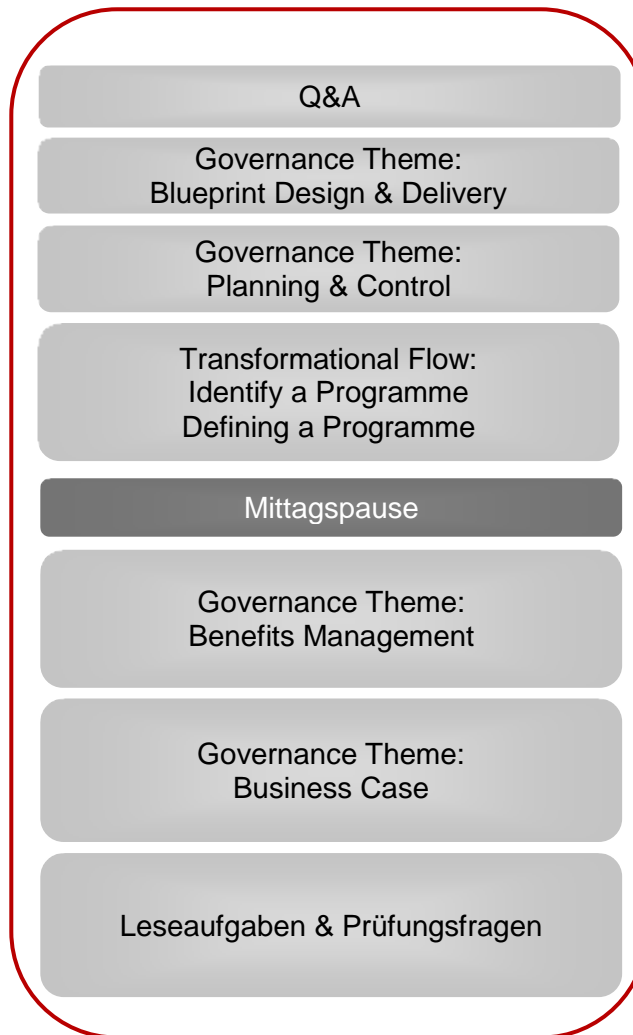 Q&A
Governance Theme:
Blueprint Design & Delivery
Governance Theme:
Planning & Control
Transformational Flow:
Identify a Programme
Defining a Programme
Mittagspause
Governance Theme:
Benefits Management
Governance Theme:
Business Case
Leseaufgaben & Prüfungsfragen